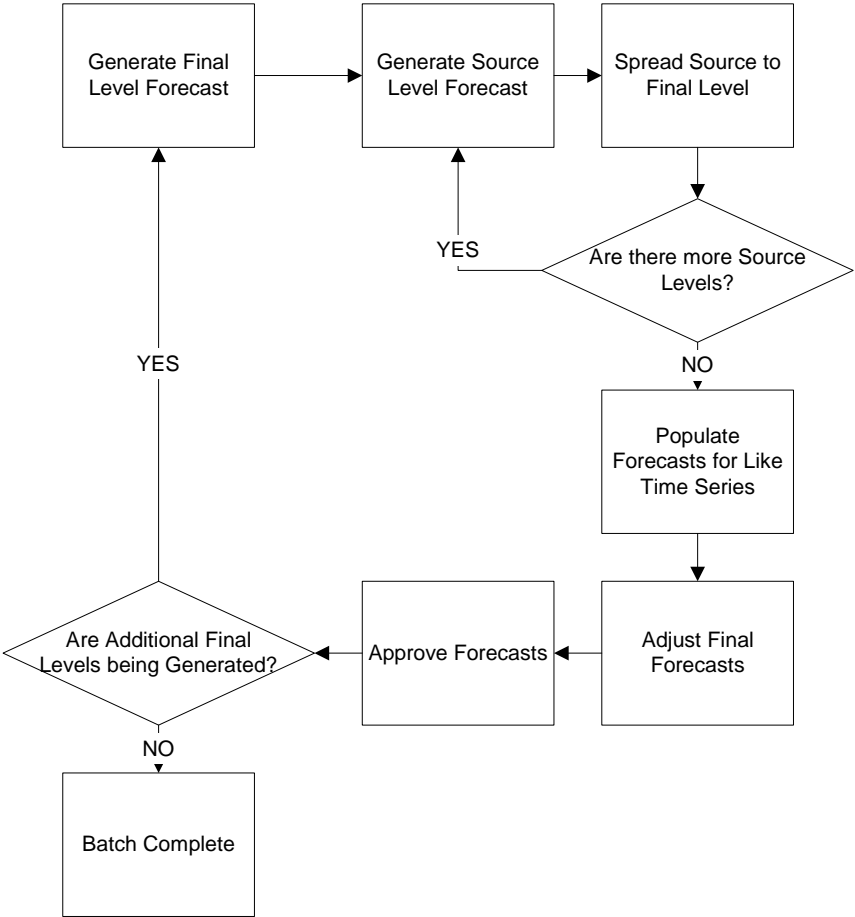 Generate Final
Level Forecast
Generate Source
Level Forecast
Spread Source to
Final Level
Are there more Source
Levels?
YES
NO
Populate
Forecasts for Like
Time Series
Adjust Final
Forecasts
Approve Forecasts
Are Additional Final
Levels being Generated?
YES
NO
Batch Complete